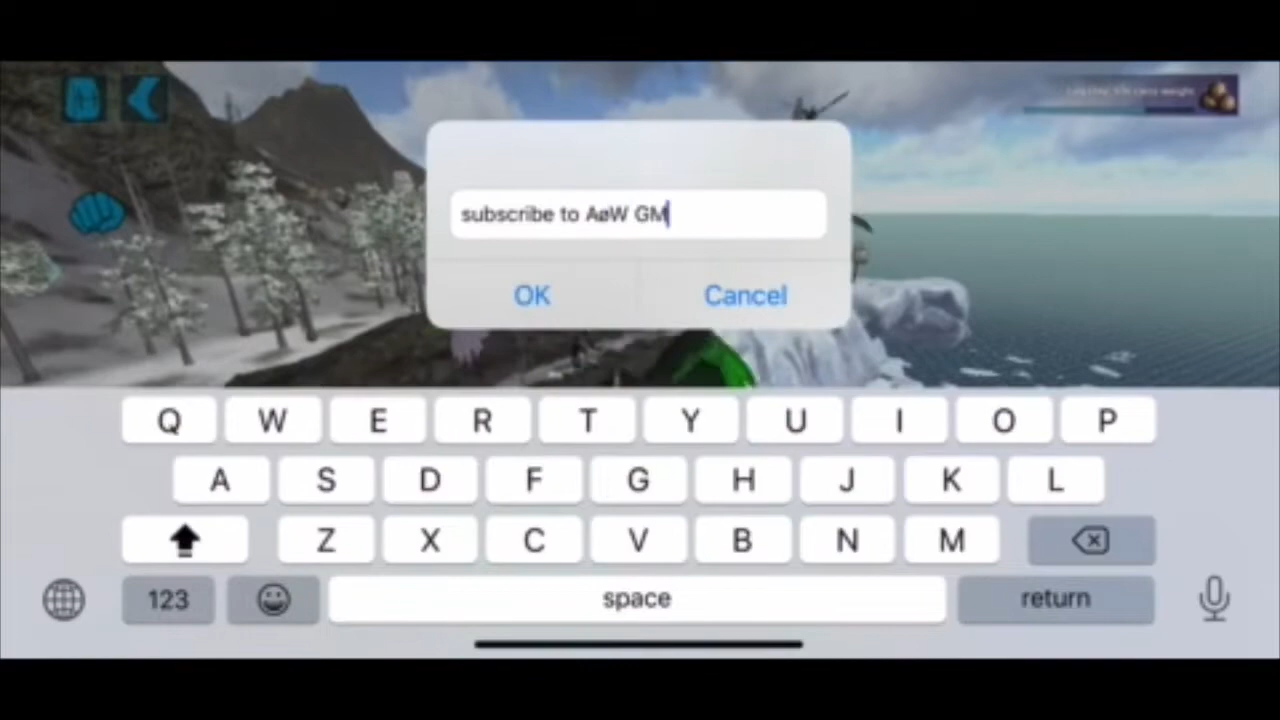 subscribe to AøW GM
OK Cancel
Q W E R T Y U I O P
A S D F G H J K L
Z X C V B N M
123 space return